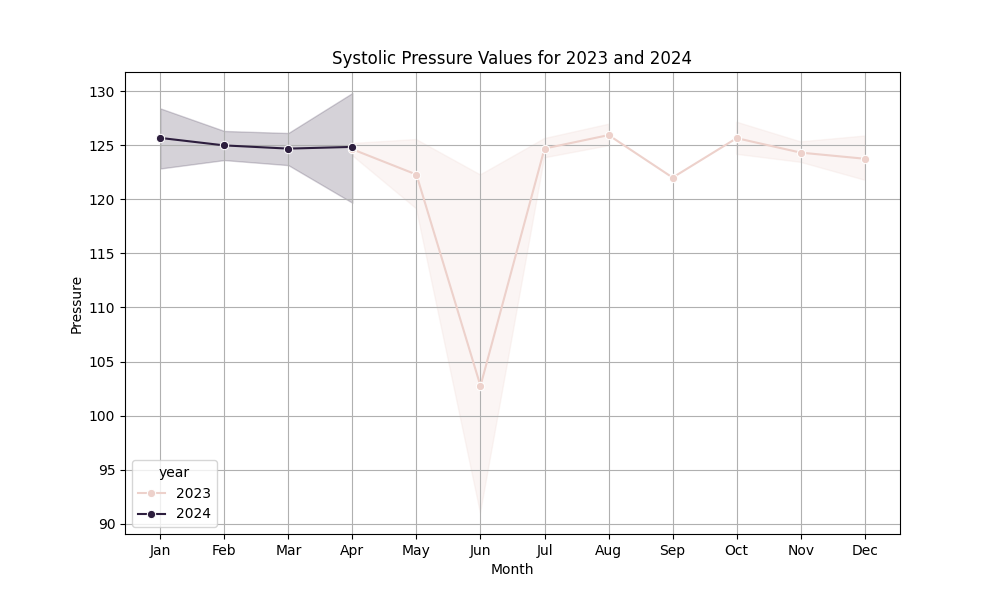 Systolic Pressure Values for 2023 and 2024
Pressure
130
125
120
115
110
105
100
95
90
year
2023
2024
Jan Feb Mar Apr May Jun Jul Aug Sep Oct Nov Dec
Month